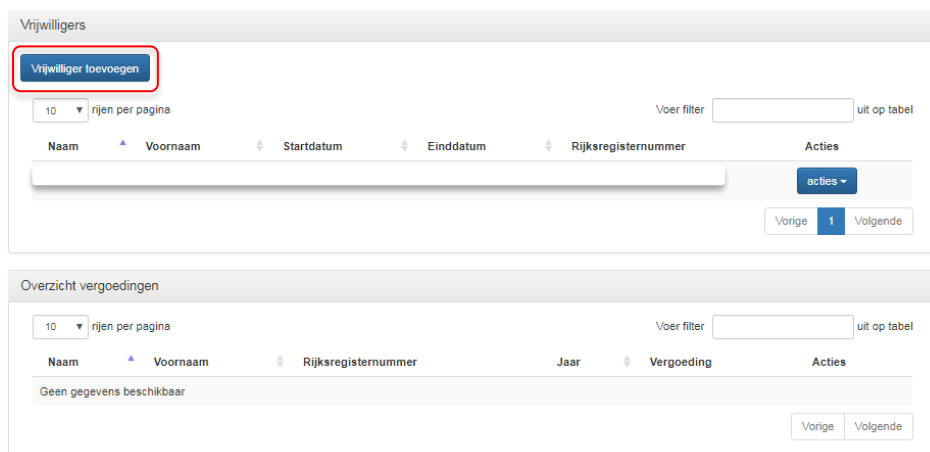 Vrijwilligers
Vrijwilliger toevoegen
10 rijen per pagina Voer filter uit op tabel
Naam Voornaam Startdatum Einddatum Rijksregisternummer Acties
acties
Vorige 1 Volgende
Overzicht vergoedingen
10 rijen per pagina Voer filter uit op tabel
Naam Voornaam Rijksregisternummer Jaar Vergoeding Acties
Geen gegevens beschikbaar
Vorige Volgende